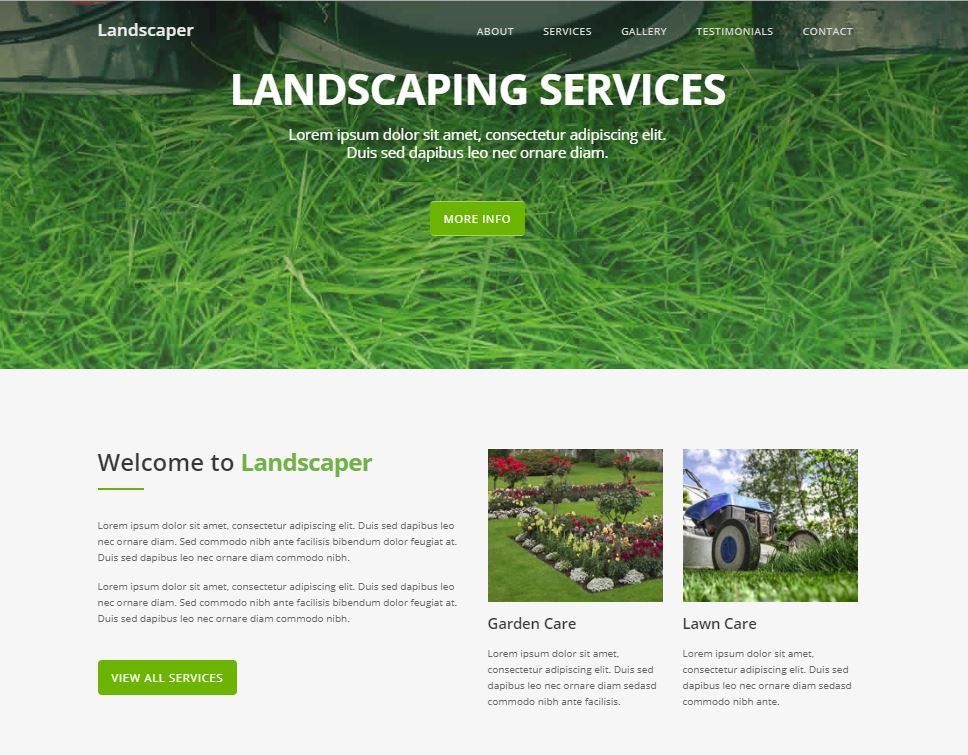 Landscaper
ABOUT SERVICES GALLERY TESTIMONIALS CONTACT
LANDSCAPING SERVICES
Lorem ipsum dolor sit amet, consectetur adipiscing elit.
Duis sed dapibus leo nec ornare diam.
MORE INFO
Welcome to Landscaper
Lorem ipsum dolor sit amet, consectetur adipiscing elit. Duis sed dapibus leo
nec ornare diam. Sed commodo nibh ante facilisis bibendum dolor feugiat at.
Duis sed dapibus leo nec ornare diam commodo nibh.
Lorem ipsum dolor sit amet, consectetur adipiscing elit. Duis sed dapibus leo
nec ornare diam. Sed commodo nibh ante facilisis bibendum dolor feugiat at.
Duis sed dapibus leo nec ornare diam commodo nibh.
VIEW ALL SERVICES
Garden Care
Lorem ipsum dolor sit amet,
consectetur adipiscing elit. Duis sed
dapibus leo nec ornare diam sedasd
commodo nibh ante facilisis.
Lawn Care
Lorem ipsum dolor sit amet,
consectetur adipiscing elit. Duis sed
dapibus leo nec ornare diam sedasd
commodo nibh ante.